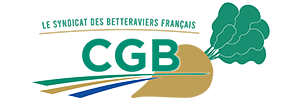 LE SYNDICAT DES BETTERAVIERS FRANÇAIS
CGB